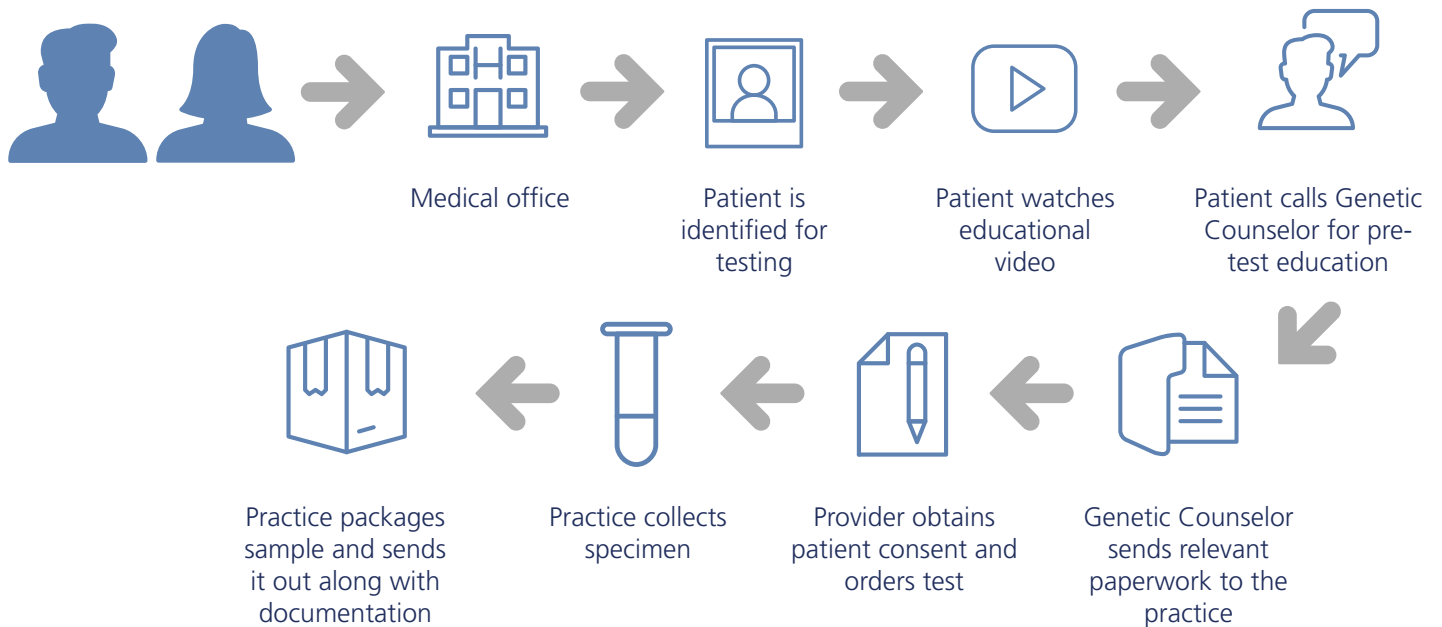 Medical office
Patient is
identified for
testing
Patient watches
educational
video
Patient calls Genetic
Counselor for pre-
test education
Genetic Counselor
sends relevant
paperwork to the
practice
Provider obtains
patient consent and
orders test
Practice collects
specimen
Practice packages
sample and sends
it out along with
documentation